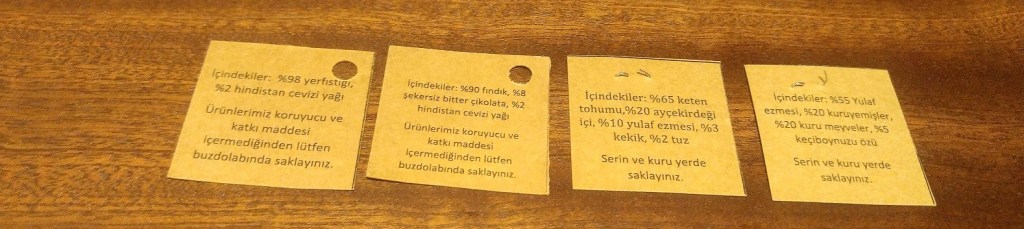 İçindekiler: %98 yerfıstığı,
%2 hindistan cevizi yağı
Ürünlerimiz koruyucu ve
katkı maddesi
içermediğinden lütfen
buzdolabında saklayınız.
İçindekiler: %90 fındık, %8
şekersiz bitter çikolata, %2
hindistan cevizi yağı
Ürünlerimiz koruyucu ve
katkı maddesi
içermediğinden lütfen
buzdolabında saklayınız.
İçindekiler: %65 keten
tohumu,%20 ayçekirdeği
içi, %10 yulaf ezmesi, %3
kekik, %2 tuz
Serin ve kuru yerde
saklayınız.
İçindekiler: %55 Yulaf
ezmesi, %20 kuruyemişler,
%20 kuru meyveler, %5
keçiboynuzu özü
Serin ve kuru yerde
saklayınız.